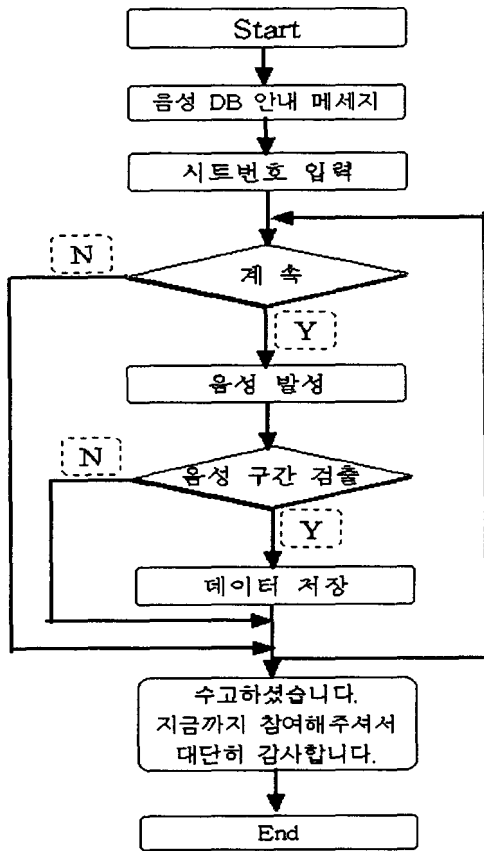 Start
음성 DB 안내 메세지
시트번호 입력
N
계 속
Y
음성 발성
N
음성 구간 검출
Y
데이터 저장
수고하셨습니다.
지금까지 참여해주셔서
대단히 감사합니다.
End